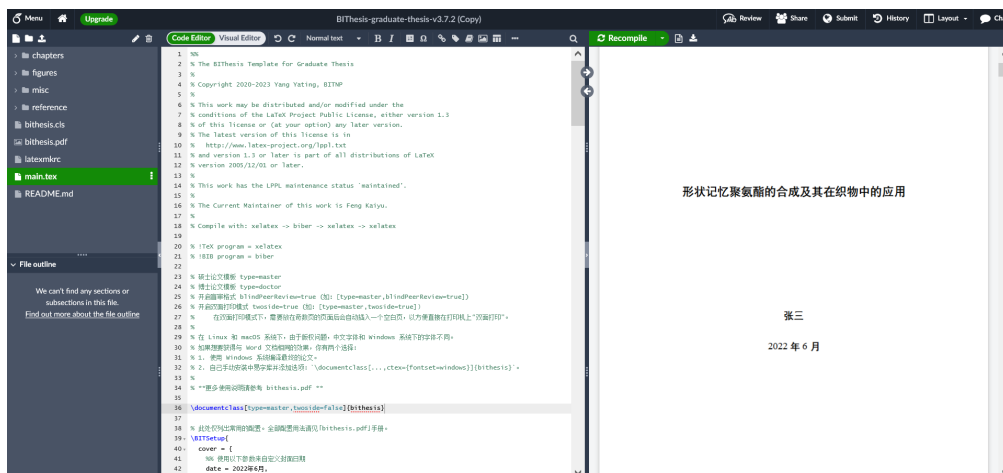 Menu
Upgrade
BIThesis-graduate-thesis-v3.7.2 (Copy)
Review
Share
Submit
History
Layout
Ch
chapters
figures
misc
reference
bithesis.cls
bithesis.pdf
latexmkrc
main.tex
README.md
File outline
We can't find any sections or
subsections in this file.
Find out more about the file outline
Code Editor
Visual Editor
Normal text
B I Ω
1 %%
2 % The BIThesis Template for Graduate Thesis
3 %
4 % Copyright 2020-2023 Yang Yating, BITNP
5 %
6 % This work may be distributed and/or modified under the
7 % conditions of the LaTeX Project Public License, either version 1.3
8 % of this license or (at your option) any later version.
9 % The latest version of this license is in
10 % http://www.latex-project.org/lppl.txt
11 % and version 1.3 or later is part of all distributions of LaTeX
12 % version 2005/12/01 or later.
13 %
14 % This work has the LPPL maintenance status `maintained'.
15 %
16 % The Current Maintainer of this work is Feng Kaiyu.
17 %
18 % Compile with: xelatex -> biber -> xelatex -> xelatex
19
20 % !TeX program = xelatex
21 % !BIB program = biber
22
23 % 硕士论文模板 type=master
24 % 博士论文模板 type=doctor
25 % 开启盲审格式 blindPeerReview=true (如: [type=master,blindPeerReview=true])
26 % 开启双面打印模式 twoside=true (如: [type=master,twoside=true])
27 % 在双面打印模式下，需要放在奇数页的页面后会自动插入一个空白页，以方便直接在打印机上“双面打印”。
28 %
29 % 在 Linux 和 macOS 系统下，由于版权问题，中文字体和 Windows 系统下的字体不同。
30 % 如果想要获得与 Word 文档相同的效果，你有两个选择：
31 % 1. 使用 Windows 系统编译最终的论文。
32 % 2. 自己手动安装中易字库并添加选项：`\documentclass[...,ctex={fontset=windows}]{bithesis}`。
33 %
34 % **更多使用说明请参考 bithesis.pdf **
35
36 \documentclass[type=master,twoside=false]{bithesis}
37
38 % 此处仅列出常用的配置。全部配置用法请见「bithesis.pdf」手册。
39 \BITSetup{
40 cover = {
41 %% 使用以下参数来自定义封面日期
42 date = 2022年6月,
Recompile
形状记忆聚氨酯的合成及其在织物中的应用
张三
2022 年 6 月